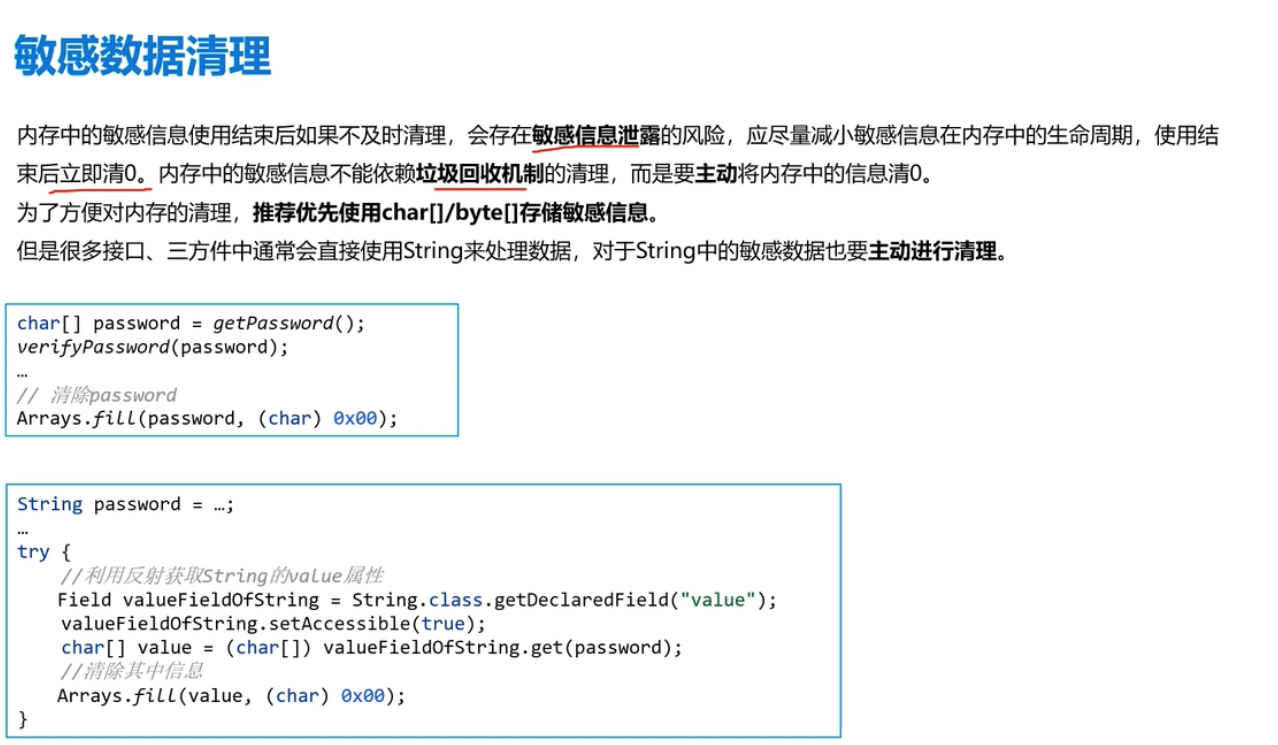 敏感数据清理
内存中的敏感信息使用结束后如果不及时清理，会存在敏感信息泄露的风险，应尽量减小敏感信息在内存中的生命周期，使用结
束后立即清0。内存中的敏感信息不能依赖垃圾回收机制的清理，而是要主动将内存中的信息清0。
为了方便对内存的清理，推荐优先使用char[]/byte[]存储敏感信息。
但是很多接口、三方件中通常会直接使用String来处理数据，对于String中的敏感数据也要主动进行清理。
char[] password = getPassword();
verifyPassword(password);
…
// 清除password
Arrays.fill(password, (char) 0x00);
String password = …;
…
try {
//利用反射获取String的value属性
Field valueFieldOfString = String.class.getDeclaredField("value");
valueFieldOfString.setAccessible(true);
char[] value = (char[]) valueFieldOfString.get(password);
//清除其中信息
Arrays.fill(value, (char) 0x00);
}